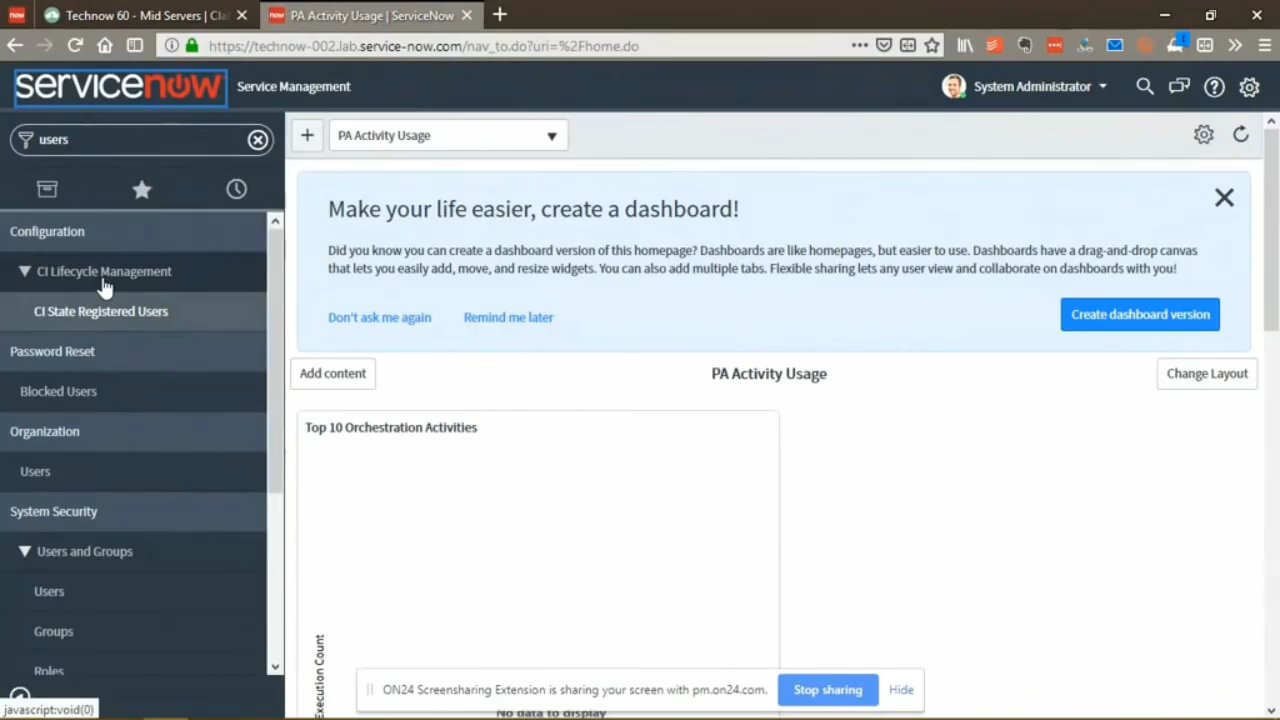 Technow 60 - Mid Servers | Cla
PA Activity Usage | ServiceNow
https://technow-002.lab.service-now.com/nav_to.do?uri=%2Fhome.do
servicenow
Service Management
System Administrator
users
PA Activity Usage
Configuration
CI Lifecycle Management
CI State Registered Users
Password Reset
Blocked Users
Organization
Users
System Security
Users and Groups
Users
Groups
Roles
Make your life easier, create a dashboard!
Did you know you can create a dashboard version of this homepage? Dashboards are like homepages, but easier to use. Dashboards have a drag-and-drop canvas
that lets you easily add, move, and resize widgets. You can also add multiple tabs. Flexible sharing lets any user view and collaborate on dashboards with you!
Don't ask me again
Remind me later
Create dashboard version
Add content
PA Activity Usage
Change Layout
Top 10 Orchestration Activities
Execution Count
No data to display
ON24 Screensharing Extension is sharing your screen with pm.on24.com.
Stop sharing
Hide
javascript:void(0)